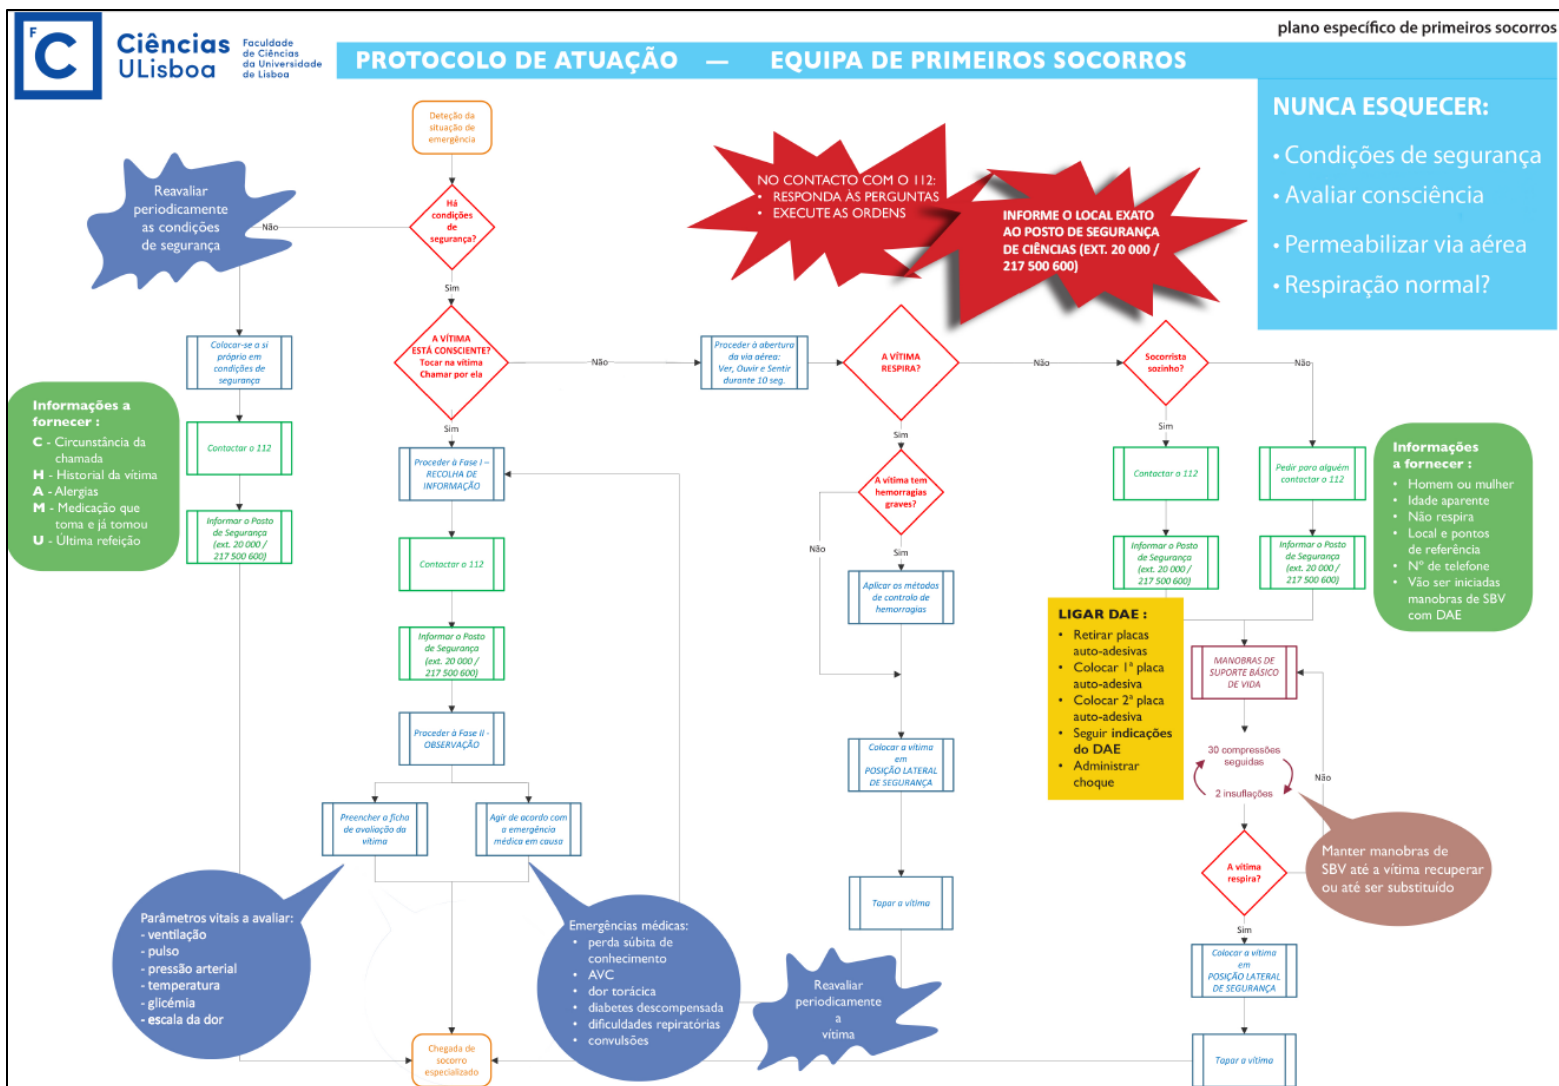 plano específico de primeiros socorros
F
C
Ciências
ULisboa
Faculdade
de Ciências
da Universidade
de Lisboa
PROTOCOLO DE ATUAÇÃO — EQUIPA DE PRIMEIROS SOCORROS
NUNCA ESQUECER:
• Condições de segurança
• Avaliar consciência
• Permeabilizar via aérea
• Respiração normal?
Deteção da
situação de
emergência
Reavaliar
periodicamente
as condições
de segurança
Não
Há
condições
de
segurança?
Sim
NO CONTACTO COM O 112:
• RESPONDA ÀS PERGUNTAS
• EXECUTE AS ORDENS
INFORME O LOCAL EXATO
AO POSTO DE SEGURANÇA
DE CIÊNCIAS (EXT. 20 000 /
217 500 600)
Colocar-se a si
próprio em
condições de
segurança
A VÍTIMA
ESTÁ CONSCIENTE?
Tocar na vítima
Chamar por ela
Não
Proceder à abertura
da via aérea:
Ver, Ouvir e Sentir
durante 10 seg.
A VÍTIMA
RESPIRA?
Não
Socorrista
sozinho?
Não
Informações a
fornecer :
C - Circunstância da
chamada
H - Historial da vítima
A - Alergias
M - Medicação que
toma e já tomou
U - Última refeição
Contactar o 112
Informar o Posto
de Segurança
(ext. 20 000 /
217 500 600)
Sim
Proceder à Fase I –
RECOLHA DE
INFORMAÇÃO
Contactar o 112
Informar o Posto
de Segurança
(ext. 20 000 /
217 500 600)
Proceder à Fase II -
OBSERVAÇÃO
Preencher a ficha
de avaliação da
vítima
Agir de acordo com
a emergência
médica em causa
Parâmetros vitais a avaliar:
- ventilação
- pulso
- pressão arterial
- temperatura
- glicémia
- escala da dor
Emergências médicas:
• perda súbita de
conhecimento
• AVC
• dor torácica
• diabetes descompensada
• dificuldades repiratórias
• convulsões
Chegada de
socorro
especializado
Sim
A vítima tem
hemorragias
graves?
Não
Sim
Aplicar os métodos
de controlo de
hemorragias
Colocar a vítima
em
POSIÇÃO LATERAL
DE SEGURANÇA
Tapar a vítima
Reavaliar
periodicamente
a
vítima
Sim
Contactar o 112
Informar o Posto
de Segurança
(ext. 20 000 /
217 500 600)
Pedir para alguém
contactar o 112
Informar o Posto
de Segurança
(ext. 20 000 /
217 500 600)
Informações
a fornecer :
• Homem ou mulher
• Idade aparente
• Não respira
• Local e pontos
de referência
• Nº de telefone
• Vão ser iniciadas
manobras de SBV
com DAE
LIGAR DAE :
• Retirar placas
auto-adesivas
• Colocar 1ª placa
auto-adesiva
• Colocar 2ª placa
auto-adesiva
• Seguir indicações
do DAE
• Administrar
choque
MANOBRAS DE
SUPORTE BÁSICO
DE VIDA
30 compressões
seguidas
2 insuflações
Não
A vítima
respira?
Manter manobras de
SBV até a vítima recuperar
ou até ser substituído
Sim
Colocar a vítima
em
POSIÇÃO LATERAL
DE SEGURANÇA
Tapar a vítima